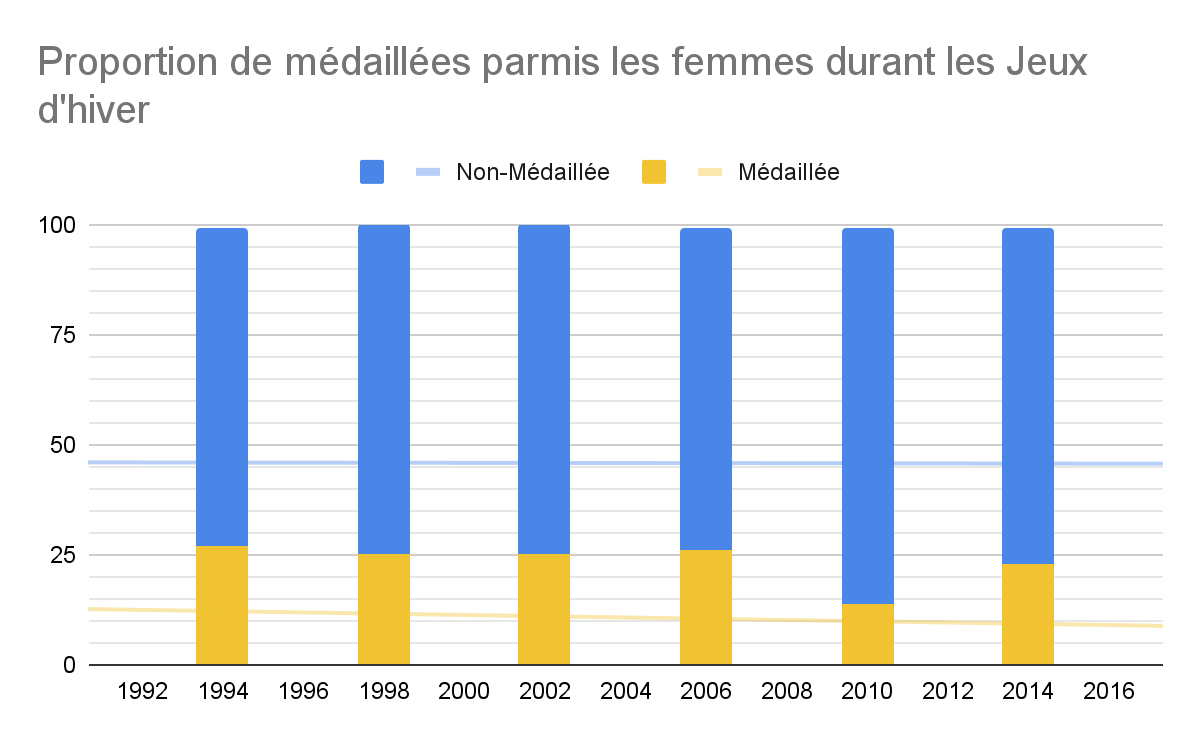 Proportion de médaillées parmis les femmes durant les Jeux
d'hiver
Non-Médaillée Médaillée
100
75
50
25
0
1992 1994 1996 1998 2000 2002 2004 2006 2008 2010 2012 2014 2016